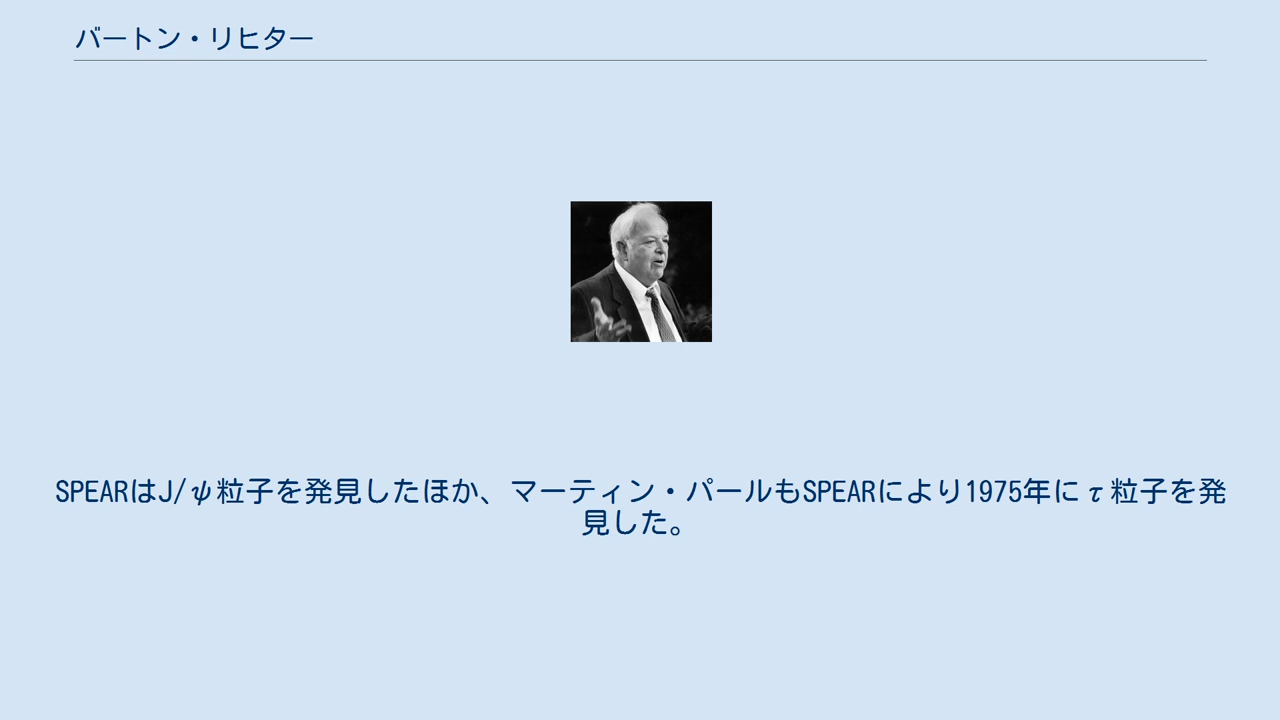 バートン・リヒター
SPEARはJ/ψ粒子を発見したほか、マーティン・パールもSPEARにより1975年にτ粒子を発
見した。